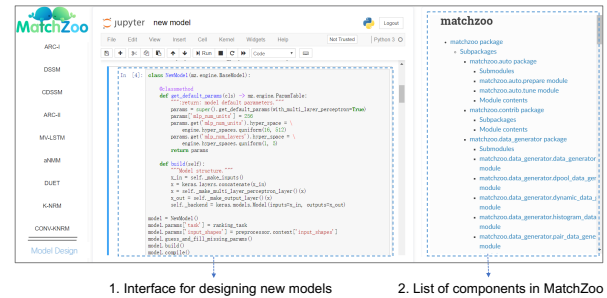 MatchZoo
ARC-I
DSSM
CDSSM
ARC-II
MV-LSTM
aNMM
DUET
K-NRM
CONV-KNRM
Model Design
jupyter new model
Logout
File Edit View Insert Cell Kernel Widgets Help
Not Trusted Python 3
Run Code
In [4]: class NewModel(mz.engine.BaseModel):
@classmethod
def get_default_params(cls) -> mz.engine.ParamTable:
""":return: model default parameters."""
params = super().get_default_params(with_multi_layer_perceptron=True)
params['mlp_num_units'] = 256
params.get('mlp_num_units').hyper_space = \
engine.hyper_spaces.quniform(16, 512)
params.get('mlp_num_layers').hyper_space = \
engine.hyper_spaces.quniform(1, 5)
return params
def build(self):
"""Model structure."""
x_in = self._make_inputs()
x = keras.layers.concatenate(x_in)
x = self._make_multi_layer_perceptron_layer()(x)
x_out = self._make_output_layer()(x)
self._backend = keras.models.Model(inputs=x_in, outputs=x_out)
model = NewModel()
model.params['task'] = ranking_task
model.params['input_shapes'] = preprocessor.context['input_shapes']
model.guess_and_fill_missing_params()
model.build()
model.compile()
matchzoo
• matchzoo package
• Subpackages
• matchzoo.auto package
• Submodules
• matchzoo.auto.prepare module
• matchzoo.auto.tune module
• Module contents
• matchzoo.contrib package
• Subpackages
• Module contents
• matchzoo.data_generator package
• Submodules
• matchzoo.data_generator.data_generator
module
• matchzoo.data_generator.dpool_data_gen
module
• matchzoo.data_generator.dynamic_data_
module
• matchzoo.data_generator.histogram_data
module
• matchzoo.data_generator.pair_data_gene
module
1. Interface for designing new models
2. List of components in MatchZoo